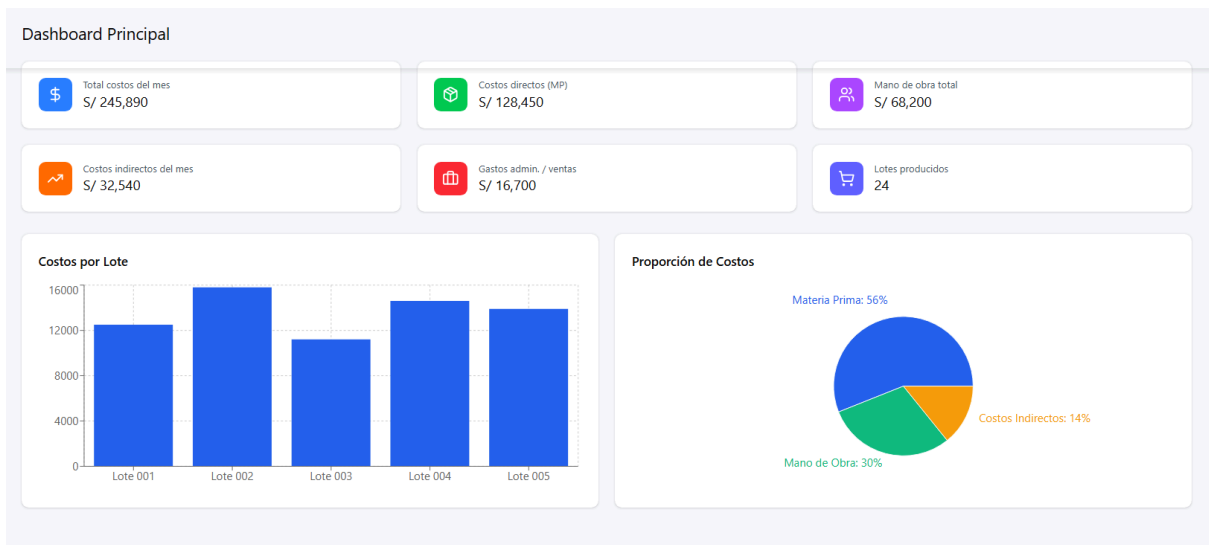 Dashboard Principal
Total costos del mes
S/ 245,890
Costos directos (MP)
S/ 128,450
Mano de obra total
S/ 68,200
Costos indirectos del mes
S/ 32,540
Gastos admin. / ventas
S/ 16,700
Lotes producidos
24
Costos por Lote
16000
12000
8000
4000
0
Lote 001
Lote 002
Lote 003
Lote 004
Lote 005
Proporción de Costos
Materia Prima: 56%
Costos Indirectos: 14%
Mano de Obra: 30%